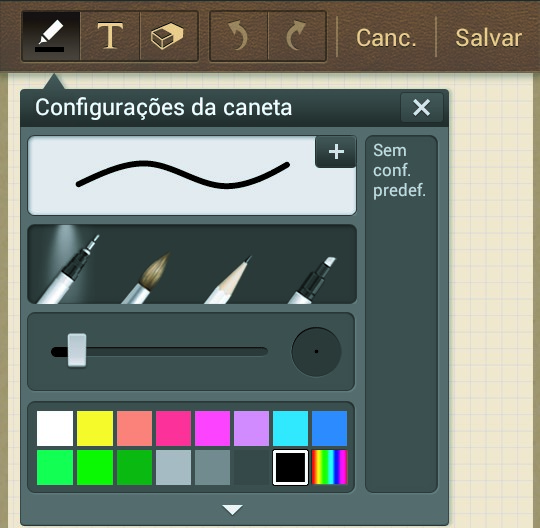 T
Canc.
Salvar
Configurações da caneta
Sem
conf.
predef.